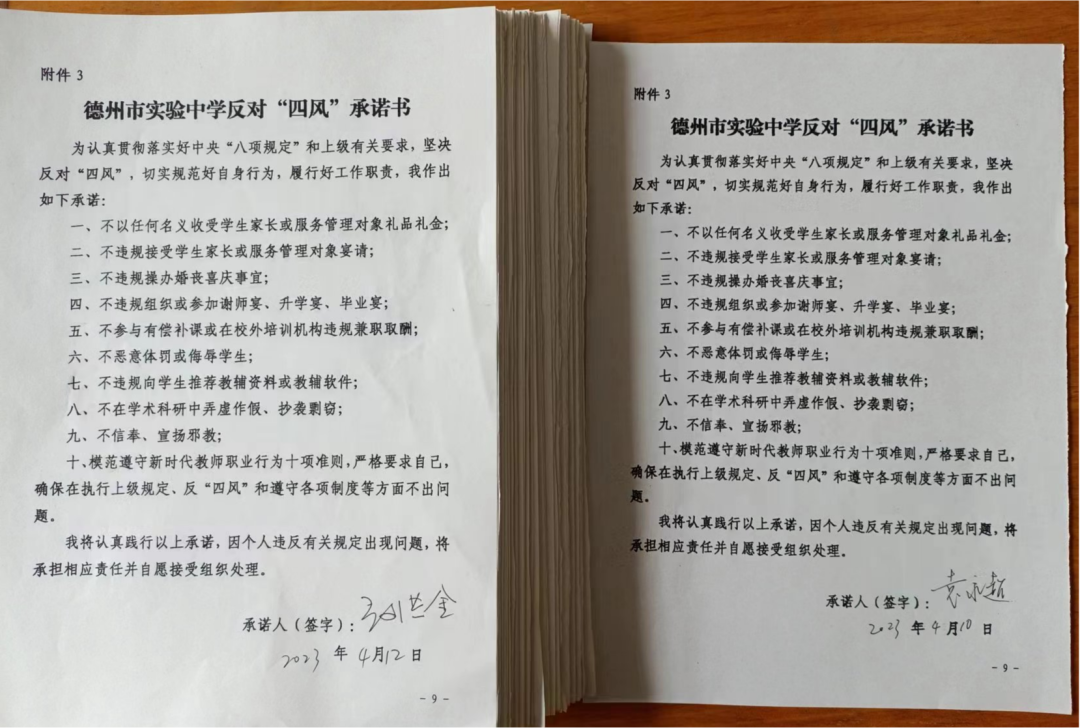 附件 3
德州市实验中学反对“四风”承诺书
为认真贯彻落实好中央“八项规定”和上级有关要求，坚决
反对“四风”，切实规范好自身行为，履行好工作职责，我作出
如下承诺：
一、不以任何名义收受学生家长或服务管理对象礼品礼金；
二、不违规接受学生家长或服务管理对象宴请；
三、不违规操办婚丧喜庆事宜；
四、不违规组织或参加谢师宴、升学宴、毕业宴；
五、不参与有偿补课或在校外培训机构违规兼职取酬；
六、不恶意体罚或侮辱学生；
七、不违规向学生推荐教辅资料或教辅软件；
八、不在学术科研中弄虚作假、抄袭剽窃；
九、不信奉、宣扬邪教；
十、模范遵守新时代教师职业行为十项准则，严格要求自己，
确保在执行上级规定、反“四风”和遵守各项制度等方面不出问
题。
我将认真践行以上承诺，因个人违反有关规定出现问题，将
承担相应责任并自愿接受组织处理。
承诺人（签字）：
2023 年 4月12日
- 9 -
附件 3
德州市实验中学反对“四风”承诺书
为认真贯彻落实好中央“八项规定”和上级有关要求，坚决
反对“四风”，切实规范好自身行为，履行好工作职责，我作出
如下承诺：
一、不以任何名义收受学生家长或服务管理对象礼品礼金；
二、不违规接受学生家长或服务管理对象宴请；
三、不违规操办婚丧喜庆事宜；
四、不违规组织或参加谢师宴、升学宴、毕业宴；
五、不参与有偿补课或在校外培训机构违规兼职取酬；
六、不恶意体罚或侮辱学生；
七、不违规向学生推荐教辅资料或教辅软件；
八、不在学术科研中弄虚作假、抄袭剽窃；
九、不信奉、宣扬邪教；
十、模范遵守新时代教师职业行为十项准则，严格要求自己，
确保在执行上级规定、反“四风”和遵守各项制度等方面不出问
题。
我将认真践行以上承诺，因个人违反有关规定出现问题，将
承担相应责任并自愿接受组织处理。
承诺人（签字）：袁永超
2023 年 4月10日
- 9 -